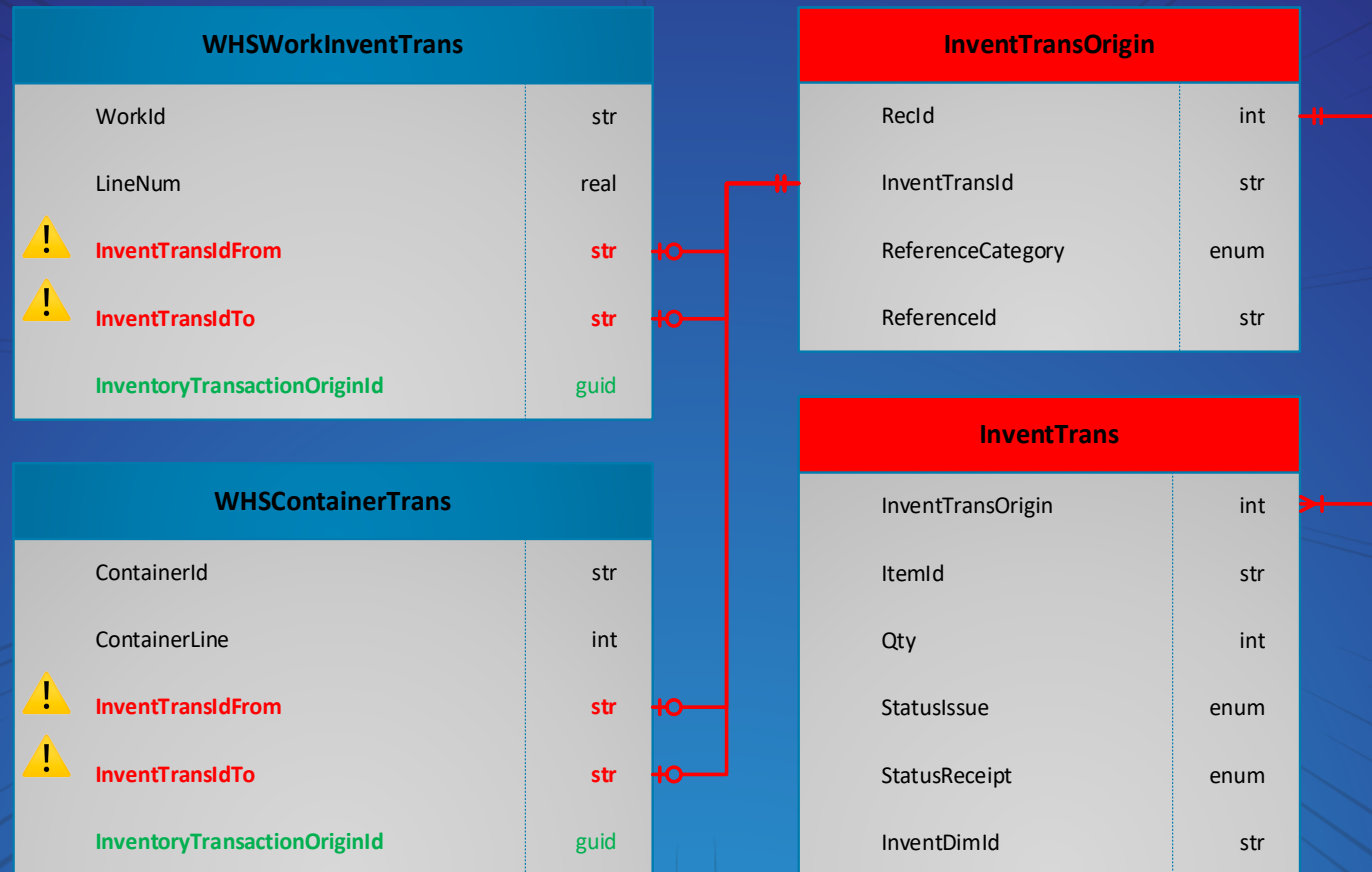 WHSWorkInventTrans
WorkId str
LineNum real
! InventTransIdFrom str
! InventTransIdTo str
InventoryTransactionOriginId guid
WHSContainerTrans
ContainerId str
ContainerLine int
! InventTransIdFrom str
! InventTransIdTo str
InventoryTransactionOriginId guid
InventTransOrigin
RecId int
InventTransId str
ReferenceCategory enum
ReferenceId str
InventTrans
InventTransOrigin int
ItemId str
Qty int
StatusIssue enum
StatusReceipt enum
InventDimId str